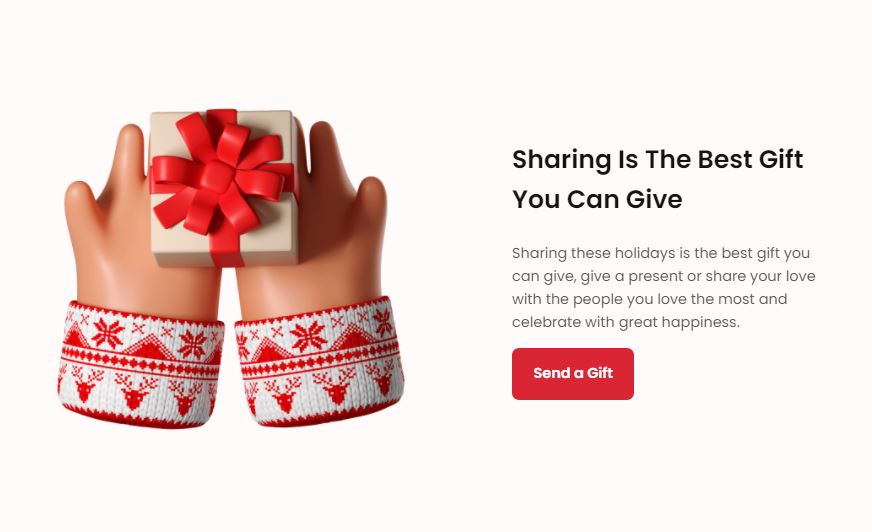 Sharing Is The Best Gift
You Can Give
Sharing these holidays is the best gift you
can give, give a present or share your love
with the people you love the most and
celebrate with great happiness.
Send a Gift